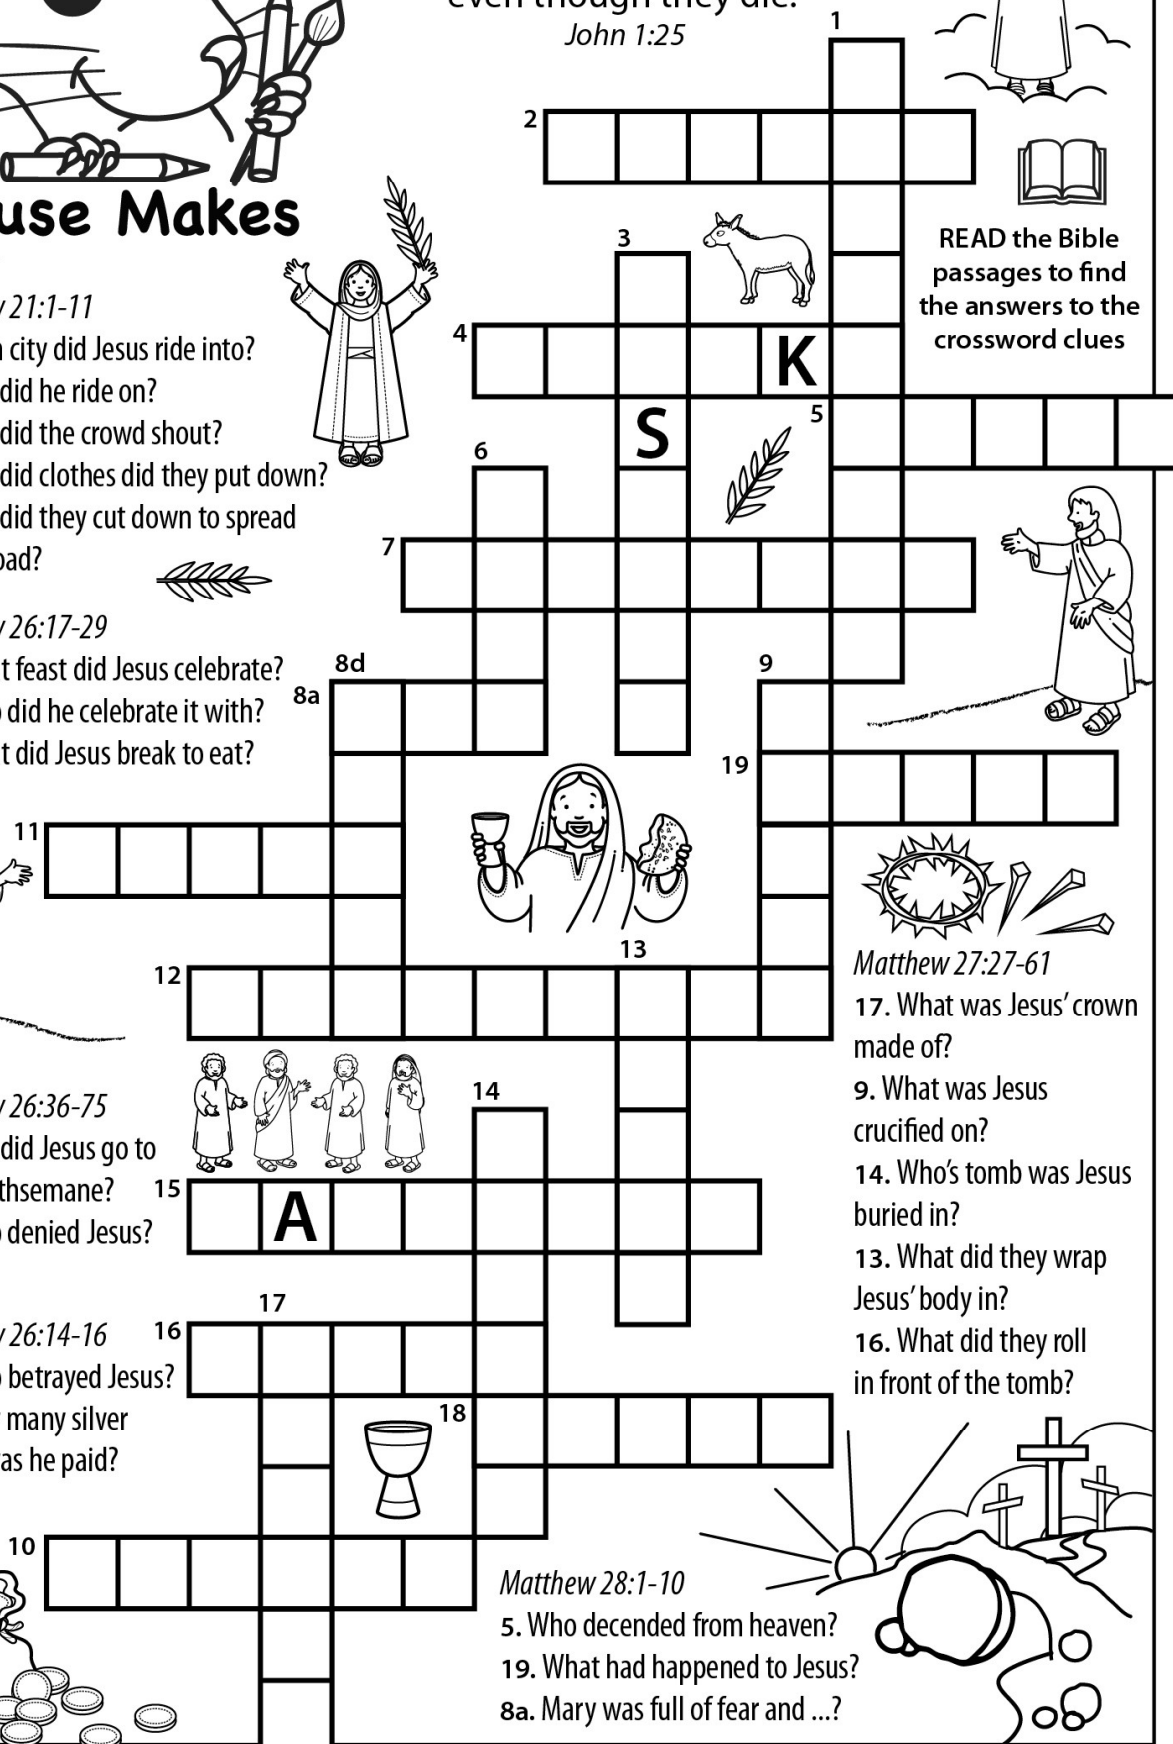 even though they die.
John 1:25
1
2
Makes
3
READ the Bible
passages to find
the answers to the
crossword clues
21:1-11
city did Jesus ride into?
did he ride on?
did the crowd shout?
did clothes did they put down?
did they cut down to spread
4
K
5
S
6
7
26:17-29
feast did Jesus celebrate?
did he celebrate it with?
did Jesus break to eat?
8d
8a
9
19
11
12
13
Matthew 27:27-61
17. What was Jesus' crown
made of?
9. What was Jesus
crucified on?
14. Who's tomb was Jesus
buried in?
13. What did they wrap
Jesus' body in?
16. What did they roll
in front of the tomb?
26:36-75
did Jesus go to
denied Jesus?
14
15
A
17
16
26:14-16
betrayed Jesus?
many silver
he paid?
18
10
Matthew 28:1-10
5. Who decended from heaven?
19. What had happened to Jesus?
8a. Mary was full of fear and ...?